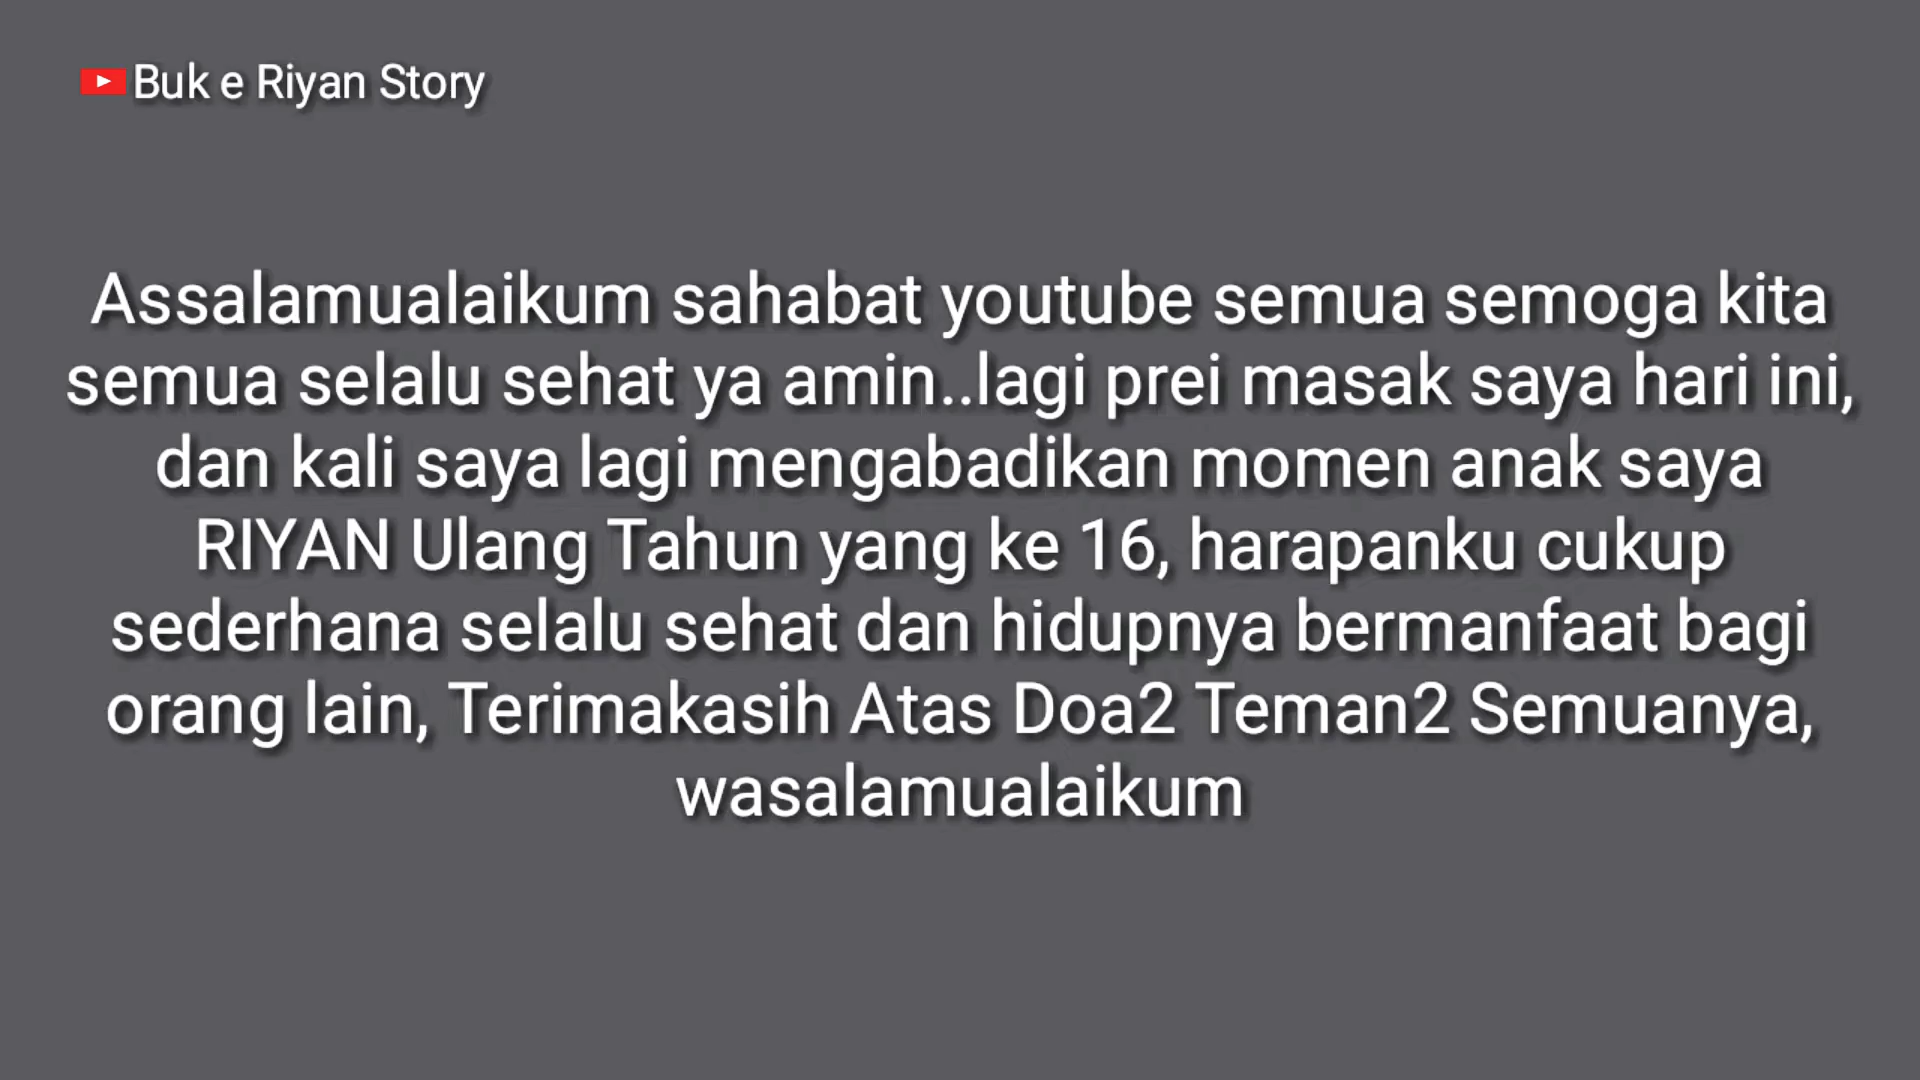 Buk e Riyan Story
Assalamualaikum sahabat youtube semua semoga kita
semua selalu sehat ya amin..lagi prei masak saya hari ini,
dan kali saya lagi mengabadikan momen anak saya
RIYAN Ulang Tahun yang ke 16, harapanku cukup
sederhana selalu sehat dan hidupnya bermanfaat bagi
orang lain, Terimakasih Atas Doa2 Teman2 Semuanya,
wasalamualaikum